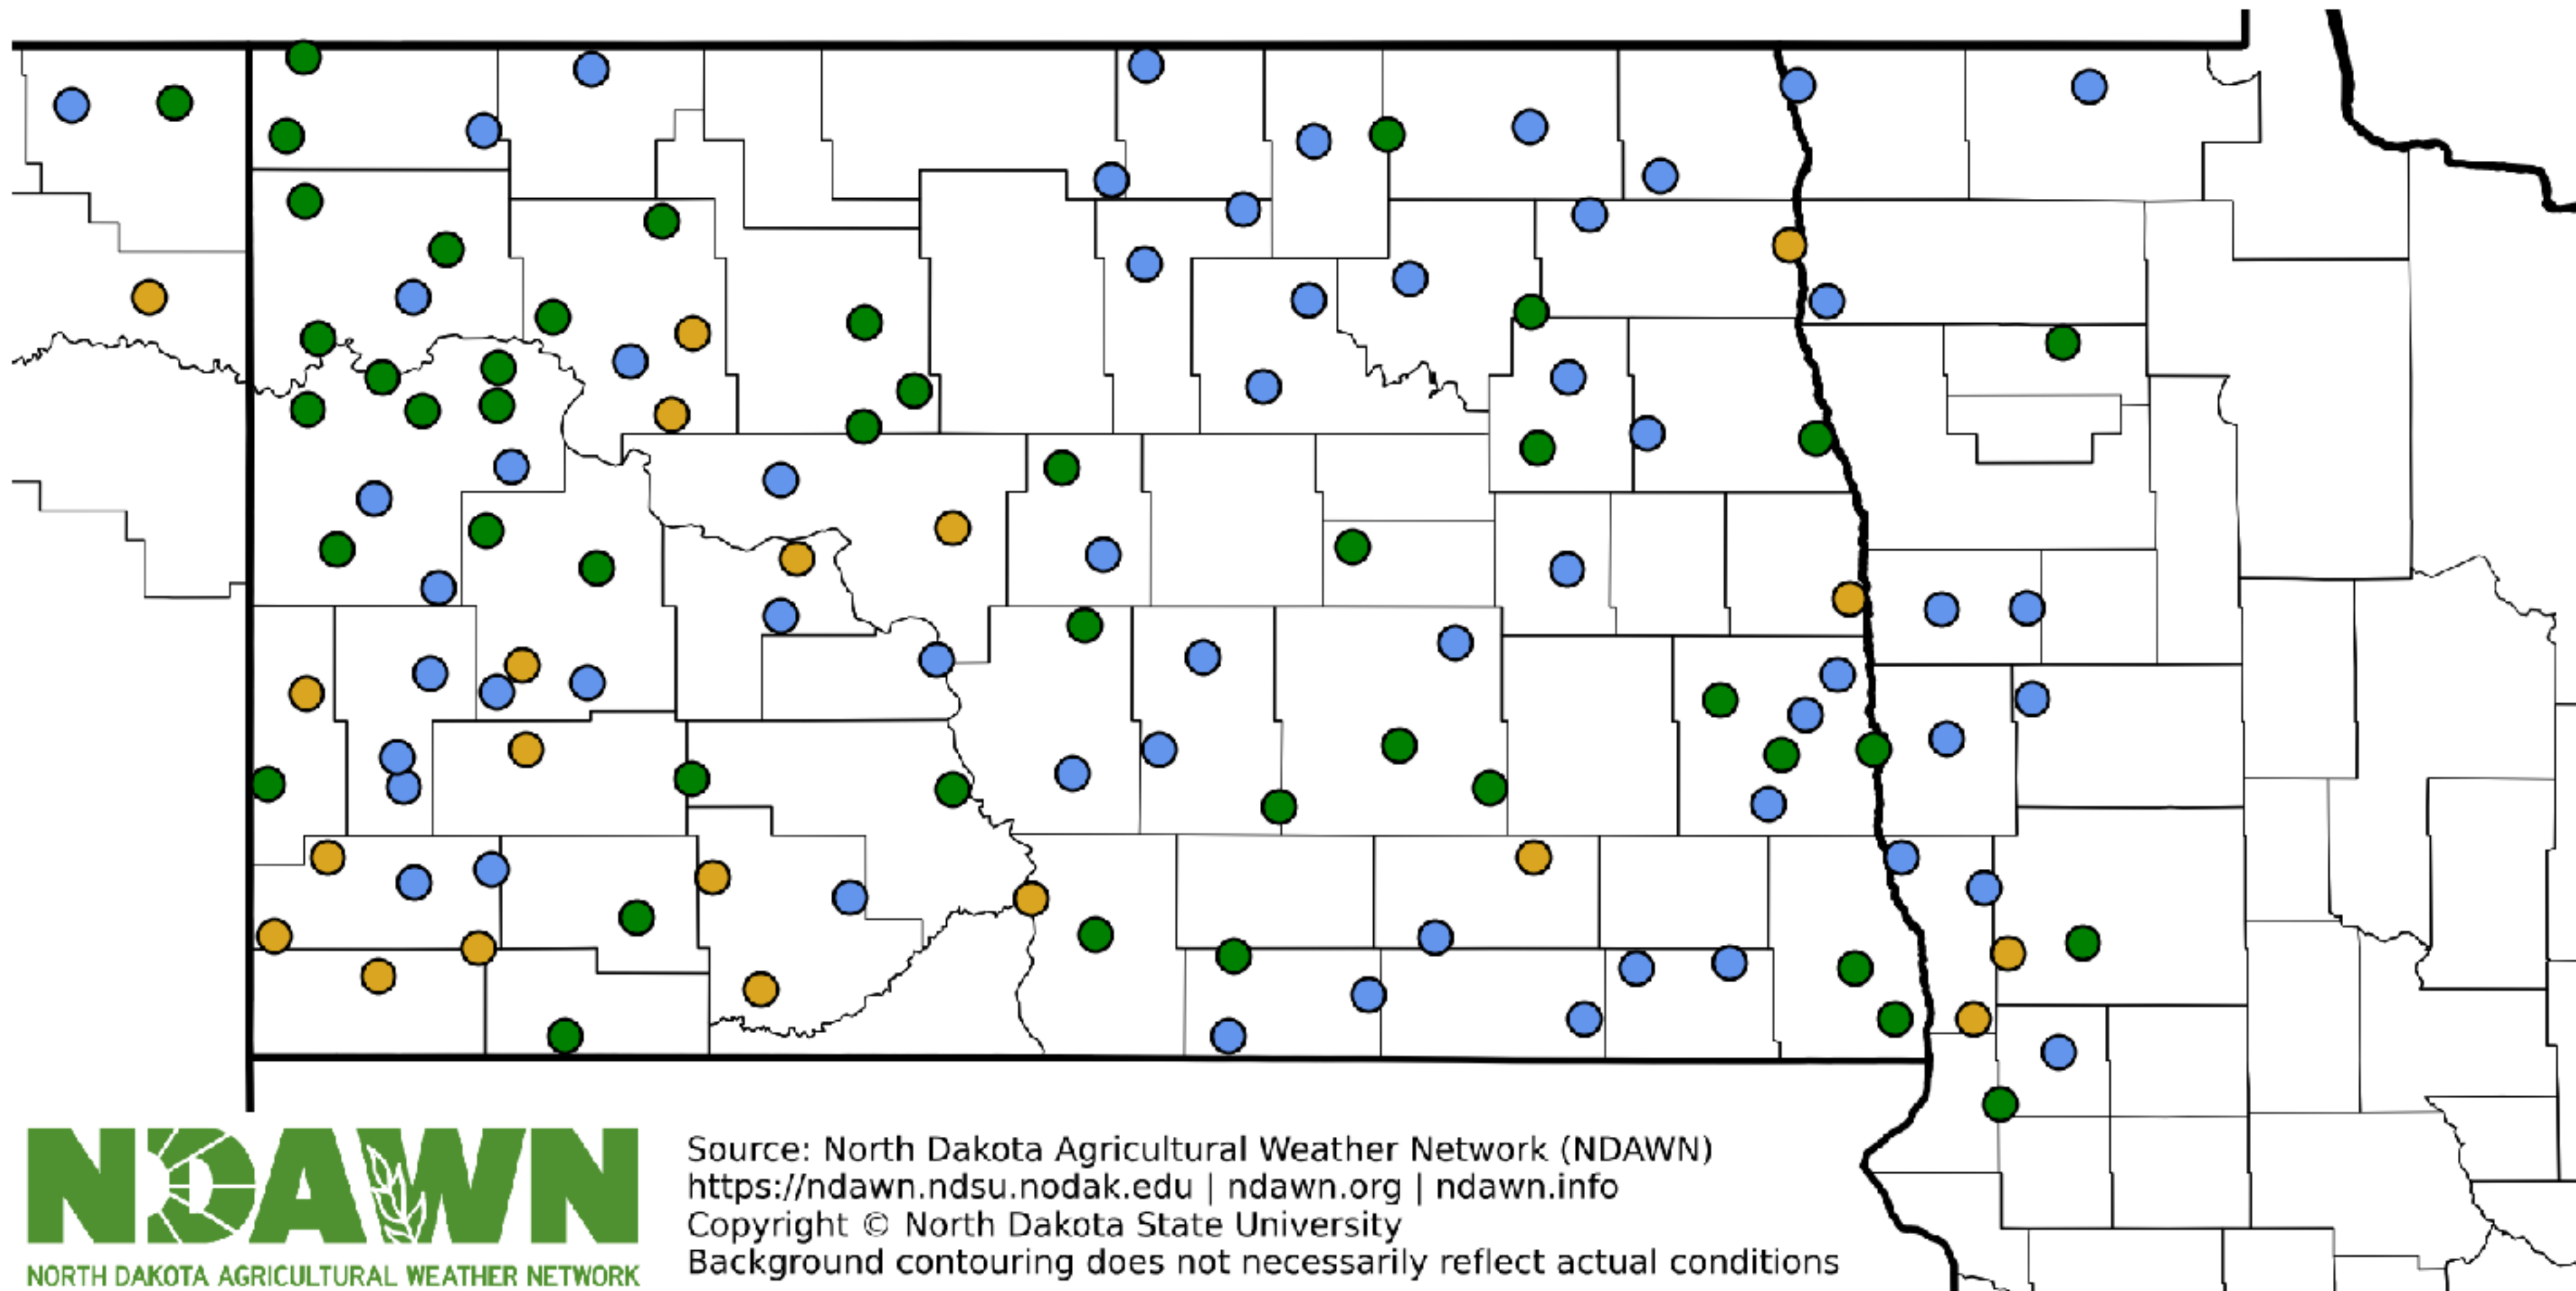 NDAWN
NORTH DAKOTA AGRICULTURAL WEATHER NETWORK
Source: North Dakota Agricultural Weather Network (NDAWN)
https://ndawn.ndsu.nodak.edu | ndawn.org | ndawn.info
Copyright © North Dakota State University
Background contouring does not necessarily reflect actual conditions